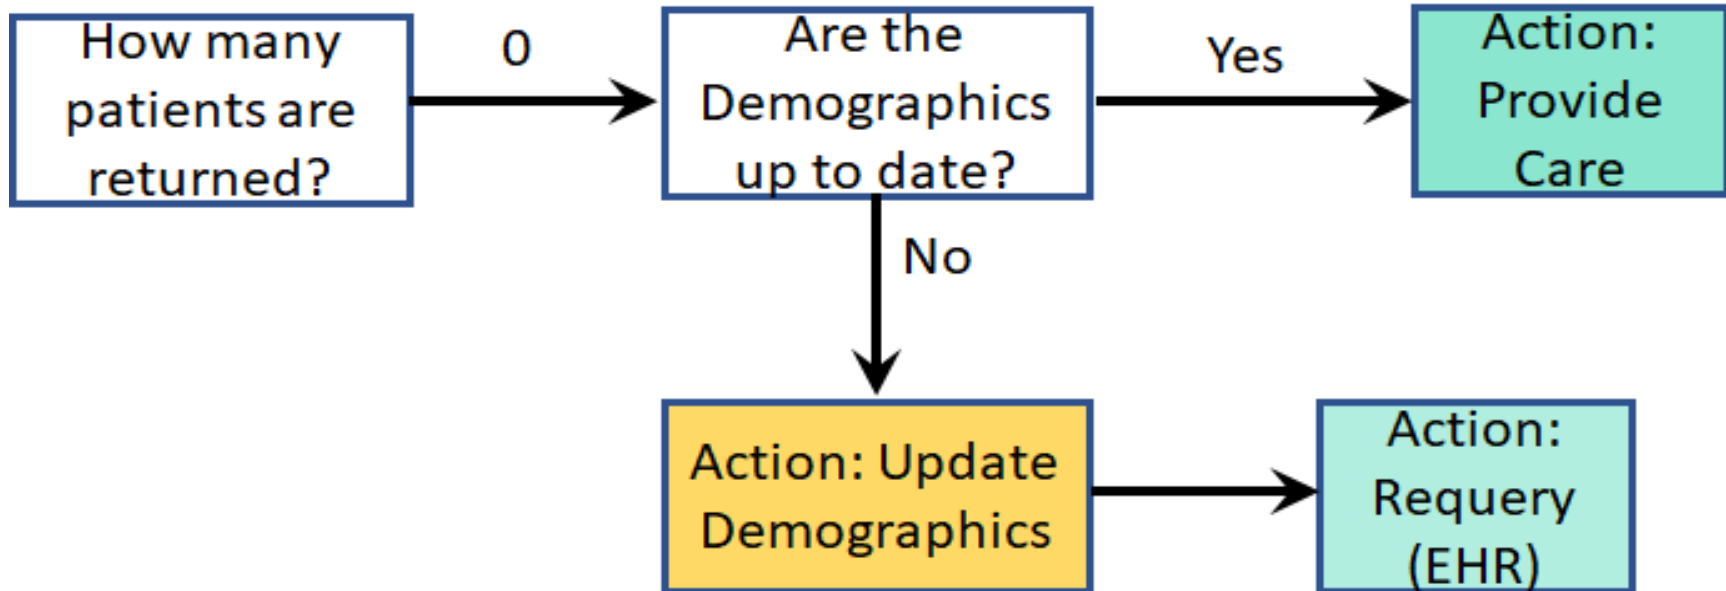 How many
patients are
returned?
0
Are the
Demographics
up to date?
Yes
Action:
Provide
Care
No
Action: Update
Demographics
Action:
Requery
(EHR)